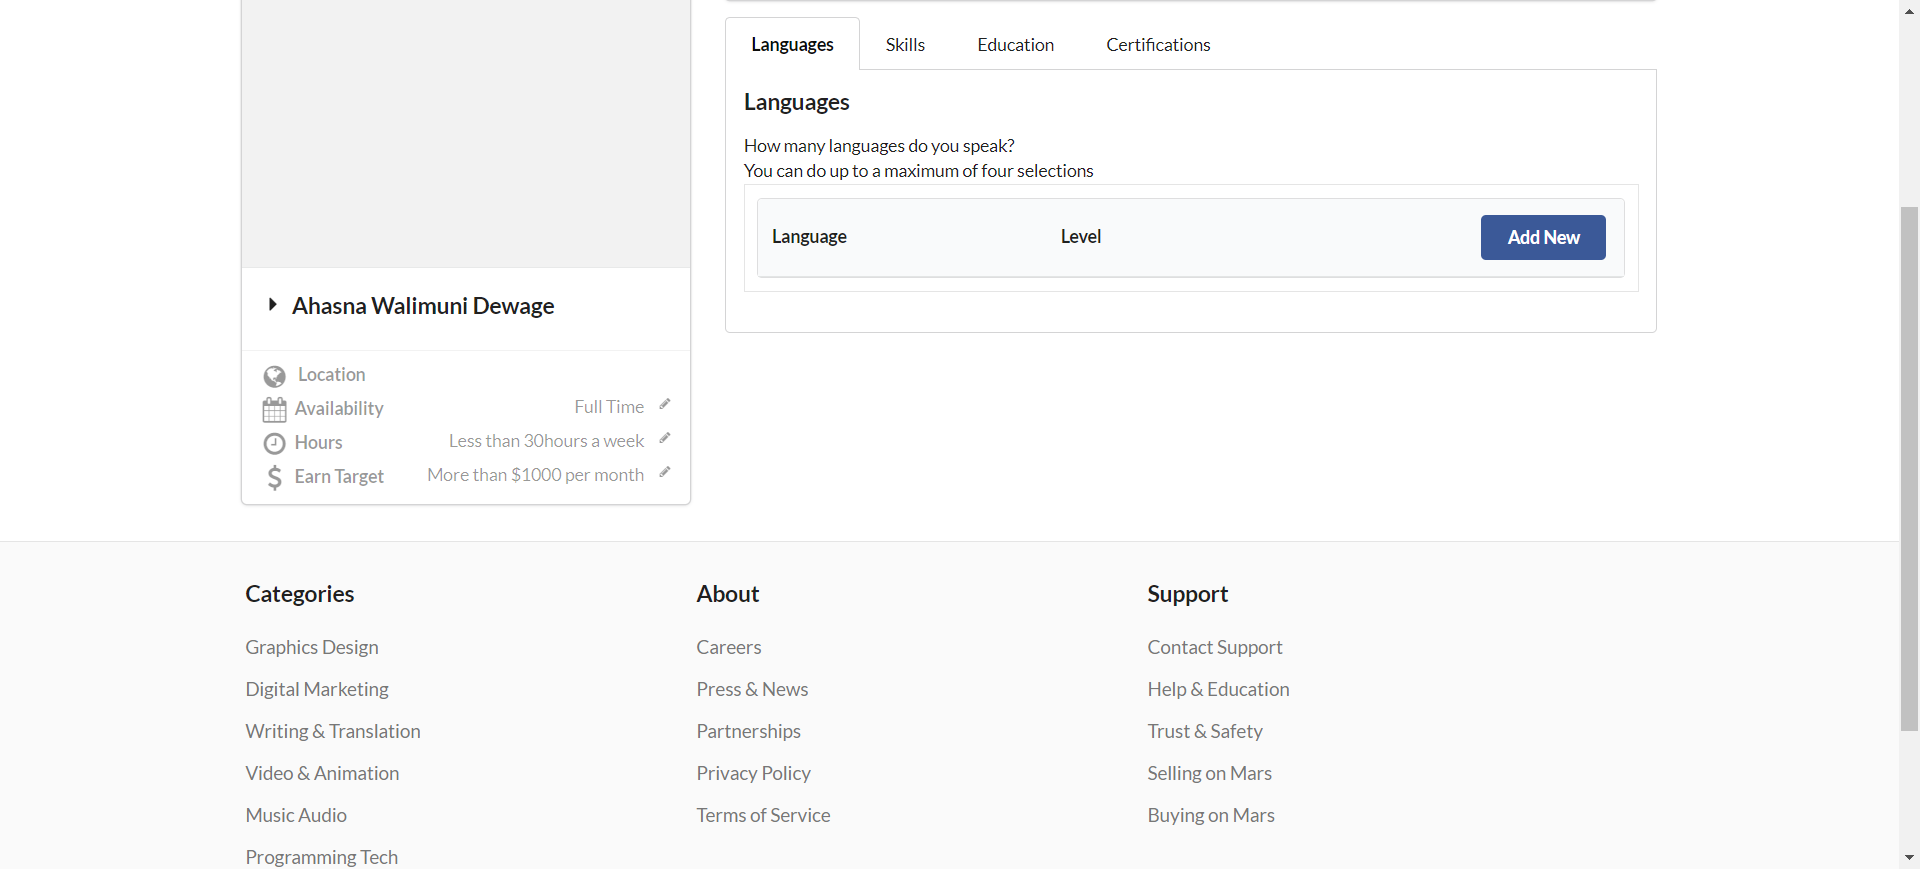 Languages
Skills
Education
Certifications
Languages
How many languages do you speak?
You can do up to a maximum of four selections
Language
Level
Add New
Ahasna Walimuni Dewage
Location
Availability
Full Time
Hours
Less than 30hours a week
Earn Target
More than $1000 per month
Categories
Graphics Design
Digital Marketing
Writing & Translation
Video & Animation
Music Audio
Programming Tech
About
Careers
Press & News
Partnerships
Privacy Policy
Terms of Service
Support
Contact Support
Help & Education
Trust & Safety
Selling on Mars
Buying on Mars